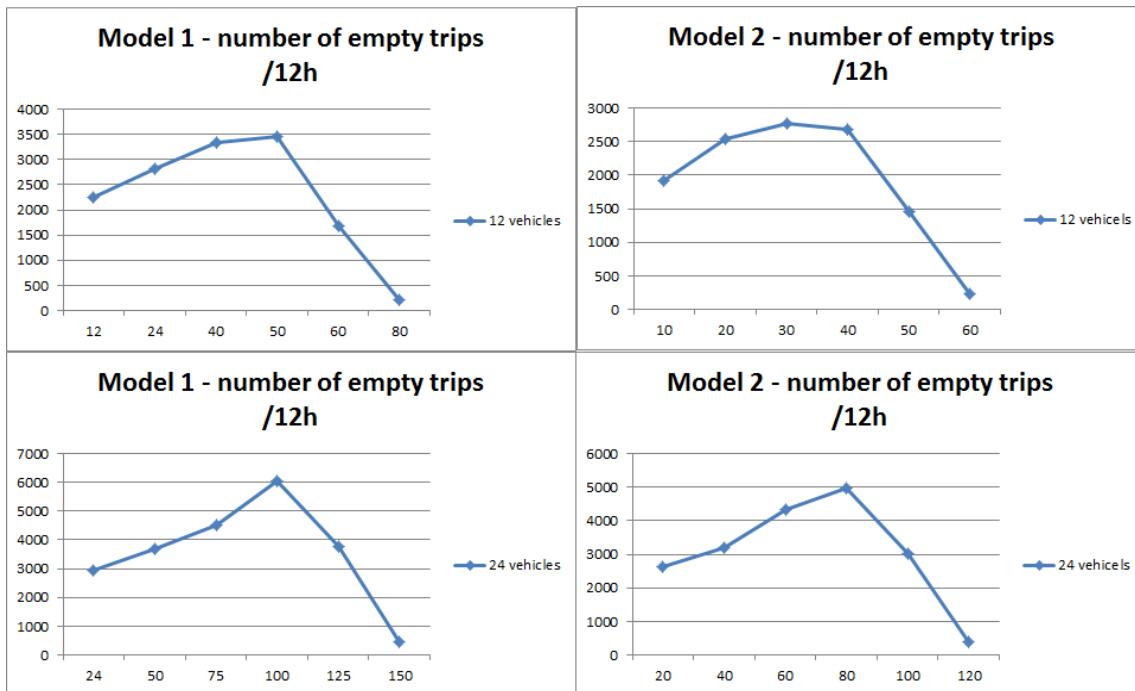 Model 1 - number of empty trips
/12h
4000
3500
3000
2500
2000
1500
1000
500
0
12 24 40 50 60 80
12 vehicles
Model 2 - number of empty trips
/12h
3000
2500
2000
1500
1000
500
0
10 20 30 40 50 60
12 vehicels
Model 1 - number of empty trips
/12h
7000
6000
5000
4000
3000
2000
1000
0
24 50 75 100 125 150
24 vehicles
Model 2 - number of empty trips
/12h
6000
5000
4000
3000
2000
1000
0
20 40 60 80 100 120
24 vehicels